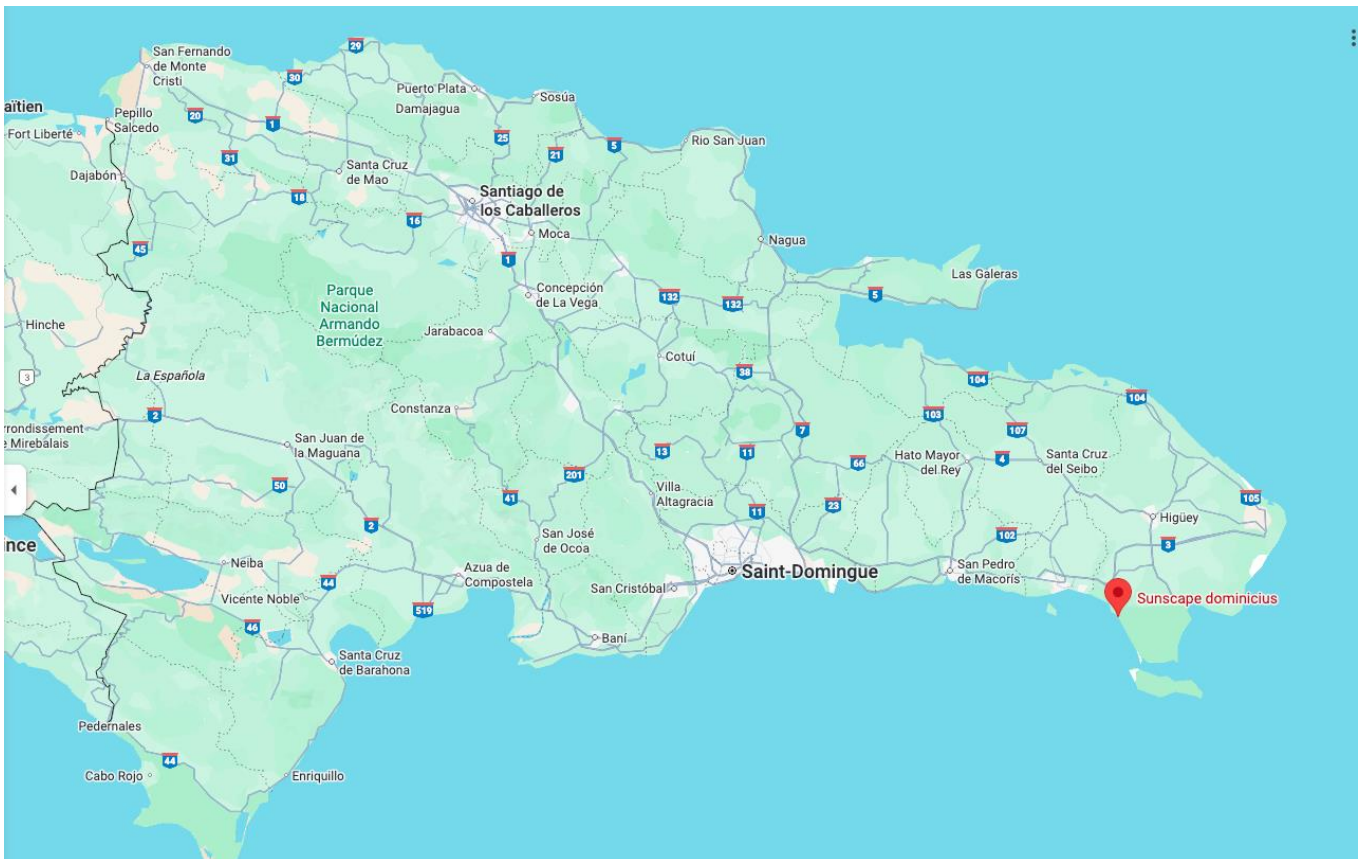 29
San Fernando
de Monte
Cristi
30
Puerto Plata
Damajagua
Sosúa
aïtien
Pepillo
Salcedo
20
1
25
21
5
Rio San Juan
Fort Liberté
31
Dajabón
Santa Cruz
de Mao
18
Santiago de
los Caballeros
16
Moca
Nagua
45
1
Las Galeras
Parque
Nacional
Armando
Bermúdez
Concepción
de La Vega
132
132
5
Hinche
Jarabacoa
Cotuí
3
La Española
38
104
104
2
Constanza
103
107
rrondissement
e Mirebalais
San Juan de
la Maguana
7
13
11
66
Hato Mayor
del Rey
4
Santa Cruz
del Seibo
50
201
41
Villa
Altagracia
23
105
11
Higüey
2
San José
de Ocoa
102
3
nce
Neiba
Azua de
Compostela
Saint-Domingue
San Pedro
de Macorís
44
San Cristóbal
Vicente Noble
519
Sunscape dominicius
46
Baní
Santa Cruz
de Barahona
Pedernales
44
Cabo Rojo
Enriquillo